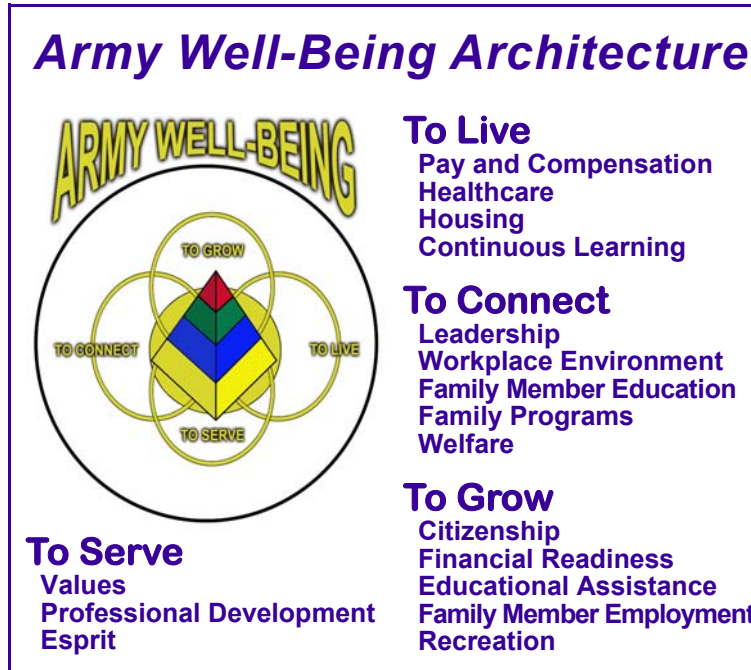 Army Well-Being Architecture
ARMY WELL-BEING
TO GROW
TO CONNECT
TO LIVE
TO SERVE
To Serve
Values
Professional Development
Esprit
To Live
Pay and Compensation
Healthcare
Housing
Continuous Learning
To Connect
Leadership
Workplace Environment
Family Member Education
Family Programs
Welfare
To Grow
Citizenship
Financial Readiness
Educational Assistance
Family Member Employment
Recreation